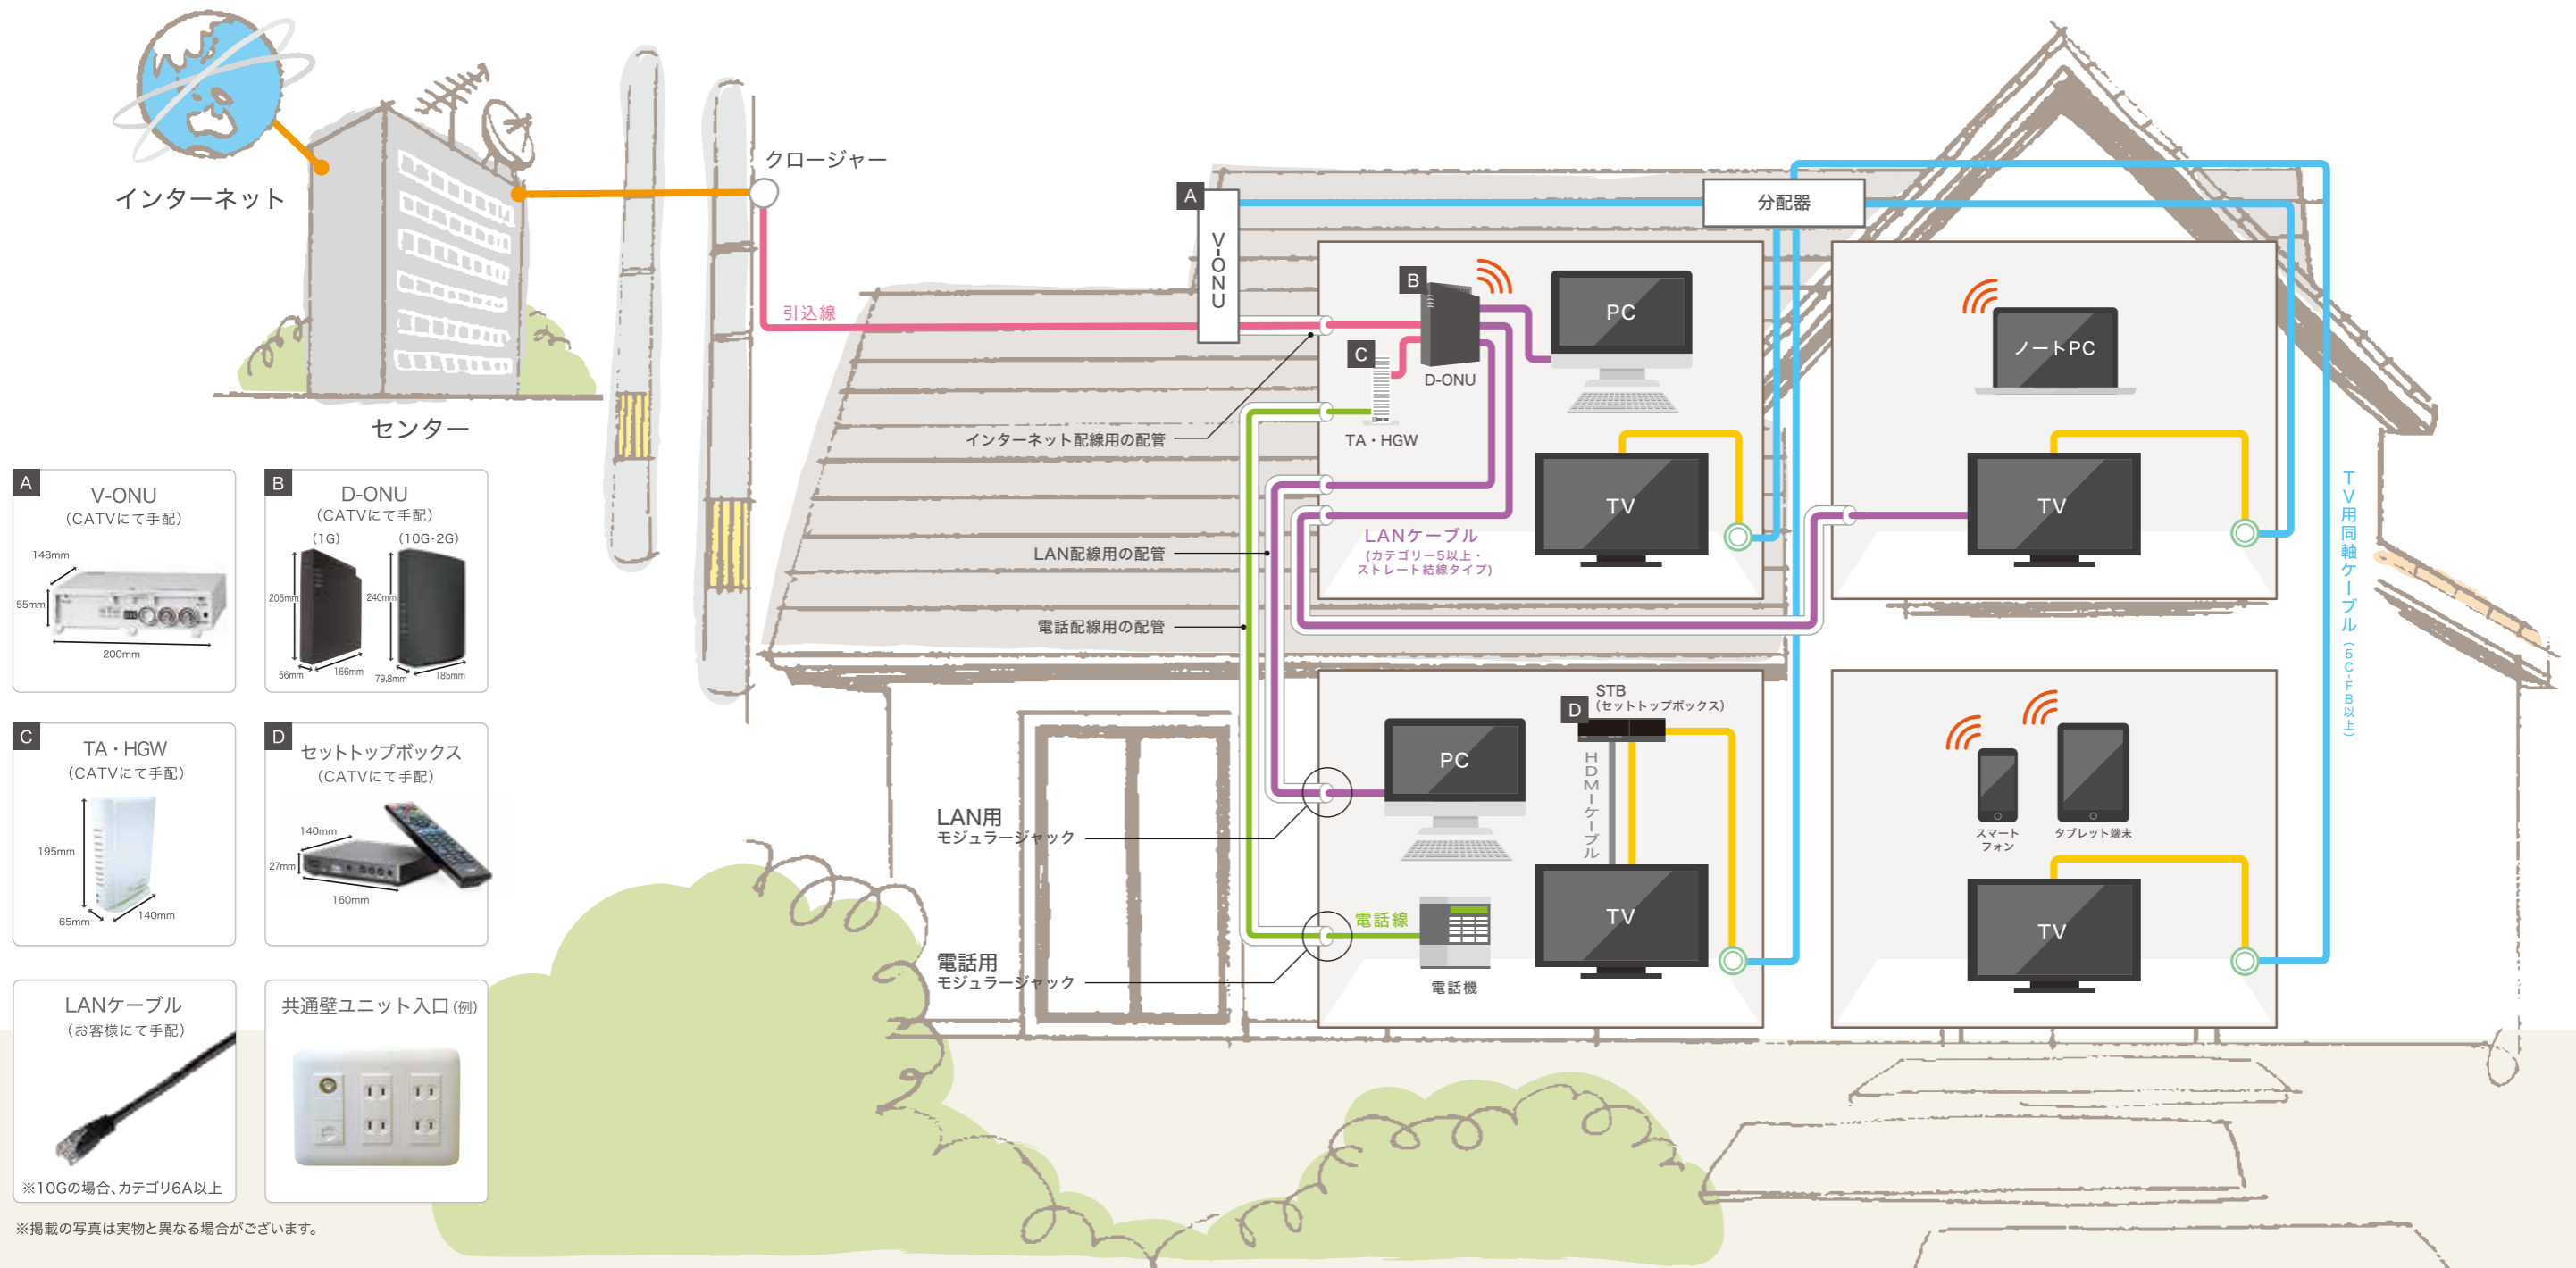 インターネット
センター
クロージャー
引込線
A
V-ONU
分配器
B
D-ONU
C
TA・HGW
PC
TV
ノートPC
TV
インターネット配線用の配管
LAN配線用の配管
電話配線用の配管
LANケーブル
(カテゴリー5以上・
ストレート結線タイプ)
TV用同軸ケーブル(5C-FB以上)
D
STB
(セットトップボックス)
HDMIケーブル
PC
TV
LAN用
モジュラージャック
電話用
モジュラージャック
電話線
電話機
スマート
フォン
タブレット端末
TV
A
V-ONU
(CATVにて手配)
148mm
55mm
200mm
B
D-ONU
(CATVにて手配)
(1G)
(10G・2G)
205mm
240mm
56mm
166mm
79.8mm
185mm
C
TA・HGW
(CATVにて手配)
195mm
65mm
140mm
D
セットトップボックス
(CATVにて手配)
140mm
27mm
160mm
LANケーブル
(お客様にて手配)
※10Gの場合、カテゴリ6A以上
共通壁ユニット入口(例)
※掲載の写真は実物と異なる場合がございます。